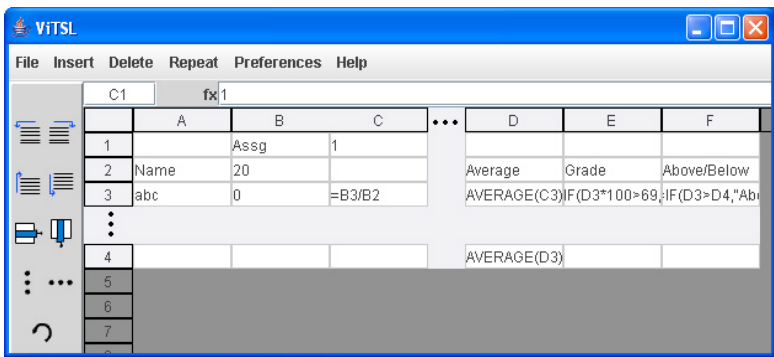 ViTSL
File Insert Delete Repeat Preferences Help
C1 fx 1
A B C ••• D E F
1 Assg 1
2 Name 20 Average Grade Above/Below
3 abc 0 =B3/B2 AVERAGE(C3) IF(D3*100>69, IF(D3>D4,"Ab
4 AVERAGE(D3)
5
6
7